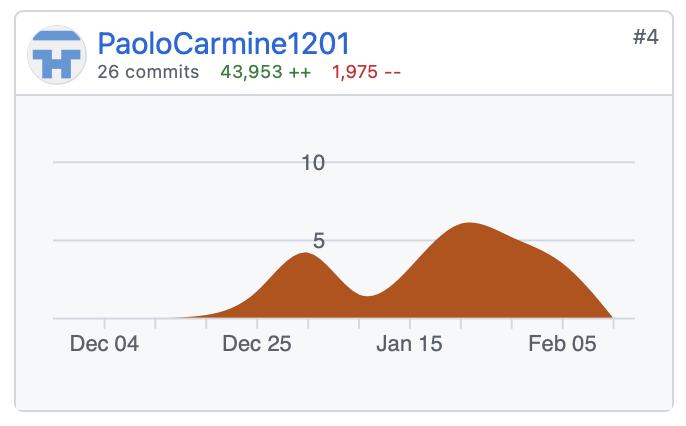 PaoloCarmine1201
#4
26 commits 43,953 ++ 1,975 --
10
5
Dec 04 Dec 25 Jan 15 Feb 05